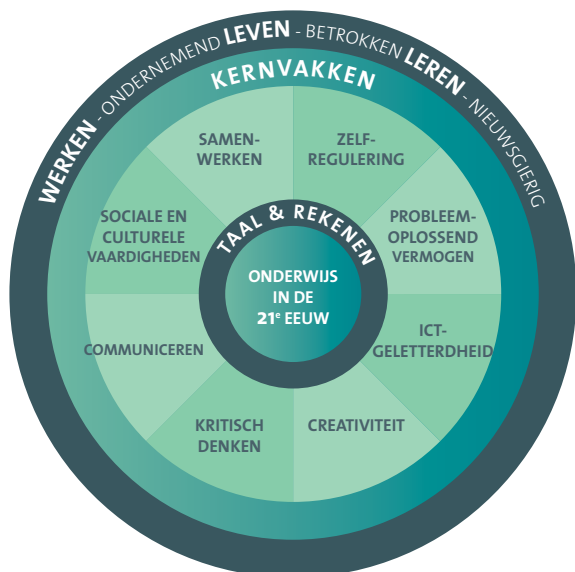 WERKEN - ONDERNEMEND LEVEN - BETROKKEN LEREN - NIEUWSGIERIG
KERNVAKKEN
SAMEN-
WERKEN
ZELF-
REGULERING
SOCIALE EN
CULTURELE
VAARDIGHEDEN
PROBLEEM-
OPLOSSEND
VERMOGEN
TAAL & REKENEN
ONDERWIJS
IN DE
21e EEUW
COMMUNICEREN
ICT-
GELETTERDHEID
KRITISCH
DENKEN
CREATIVITEIT